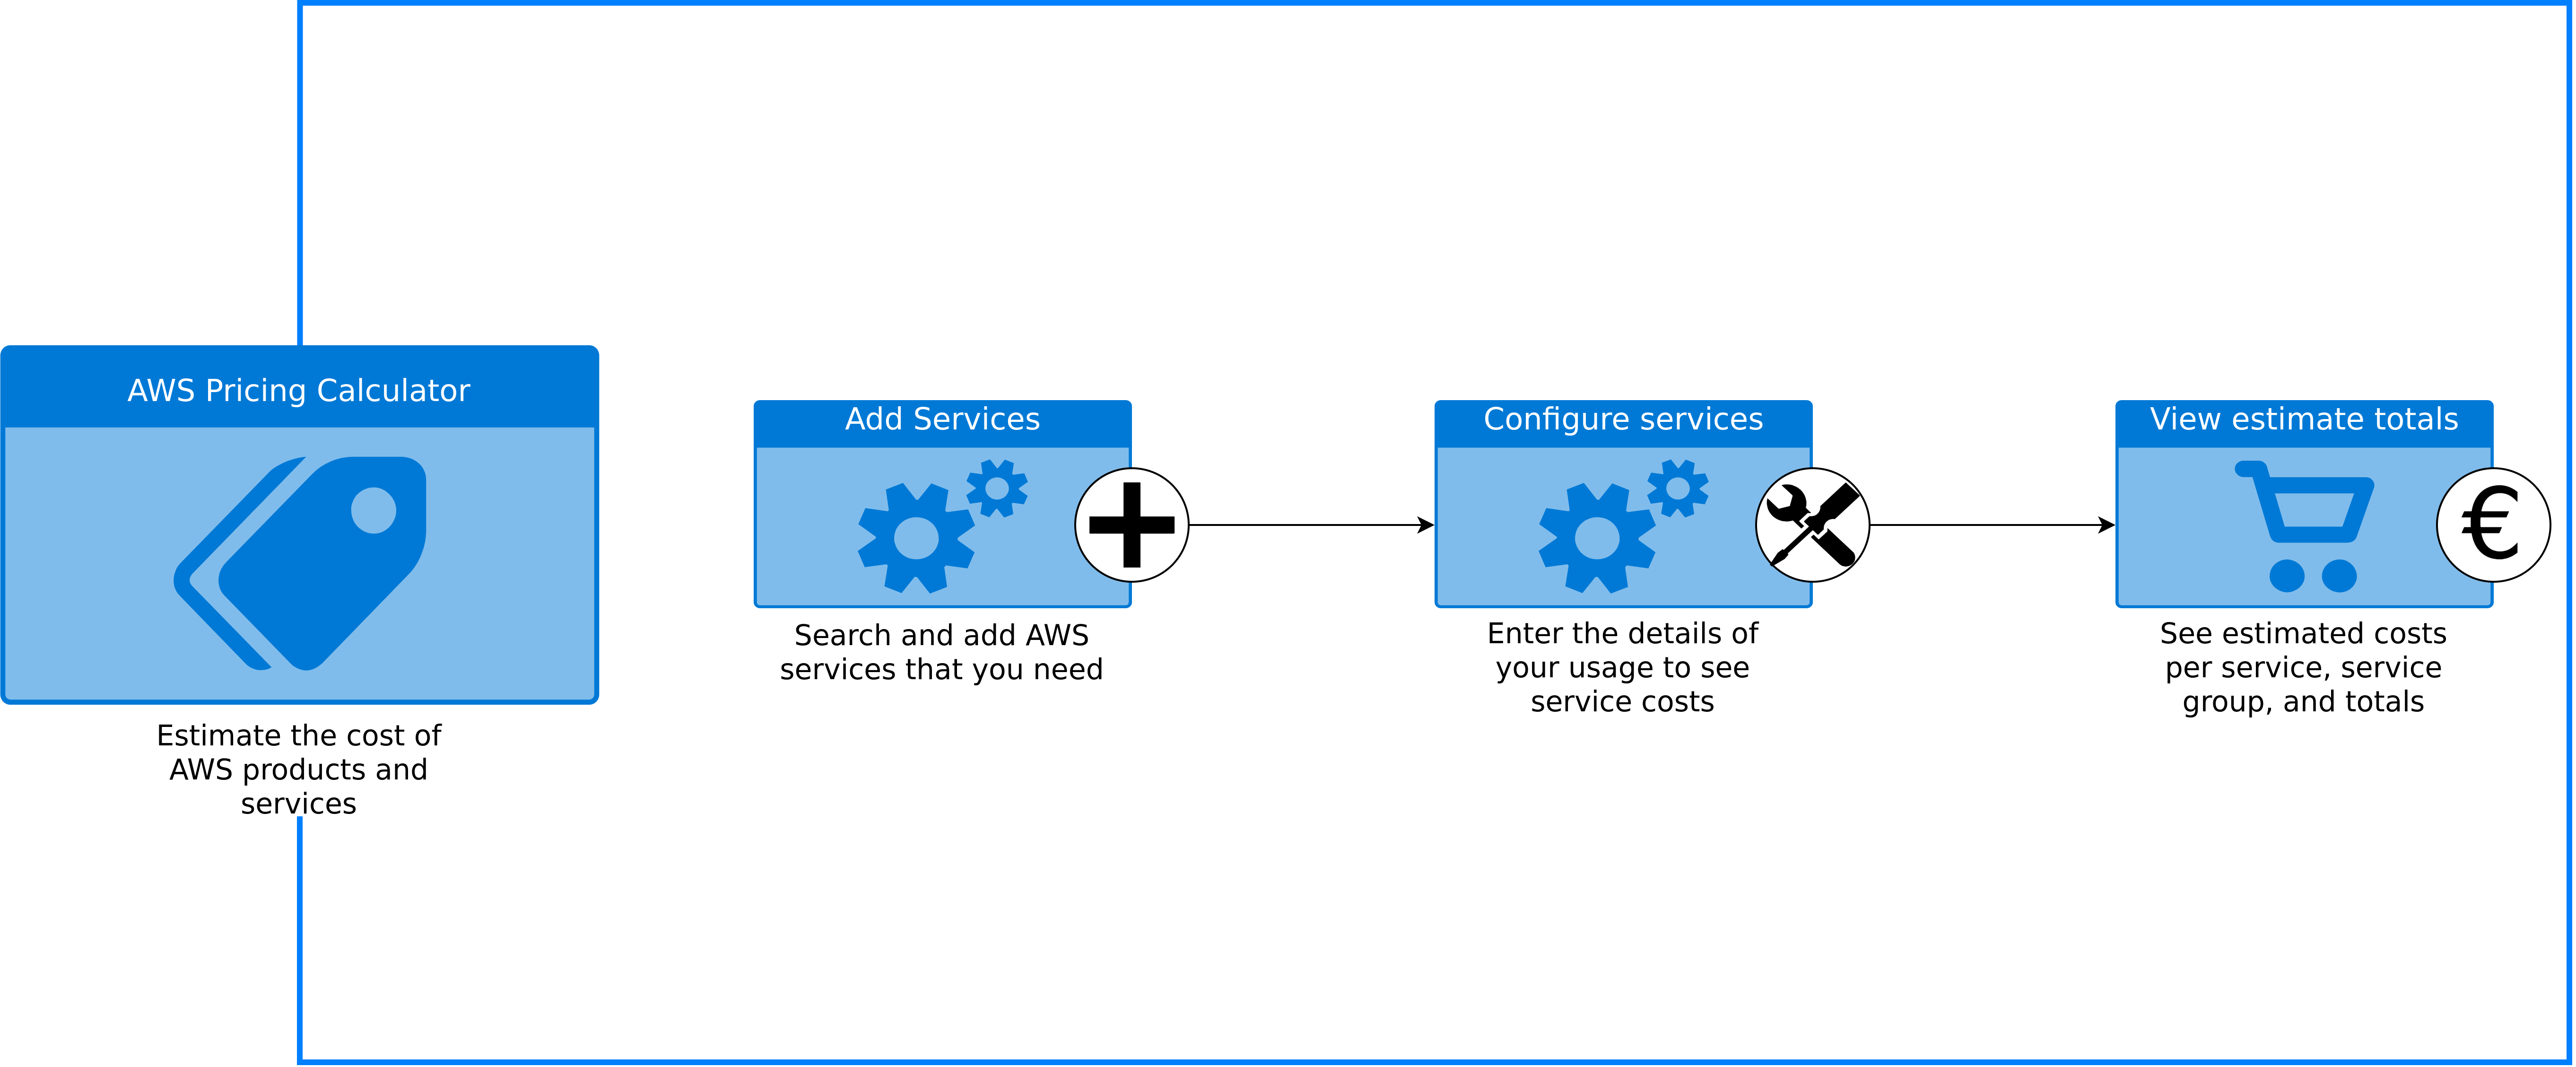 AWS Pricing Calculator
Estimate the cost of
AWS products and
services
Add Services
Search and add AWS
services that you need
Configure services
Enter the details of
your usage to see
service costs
View estimate totals
€
See estimated costs
per service, service
group, and totals